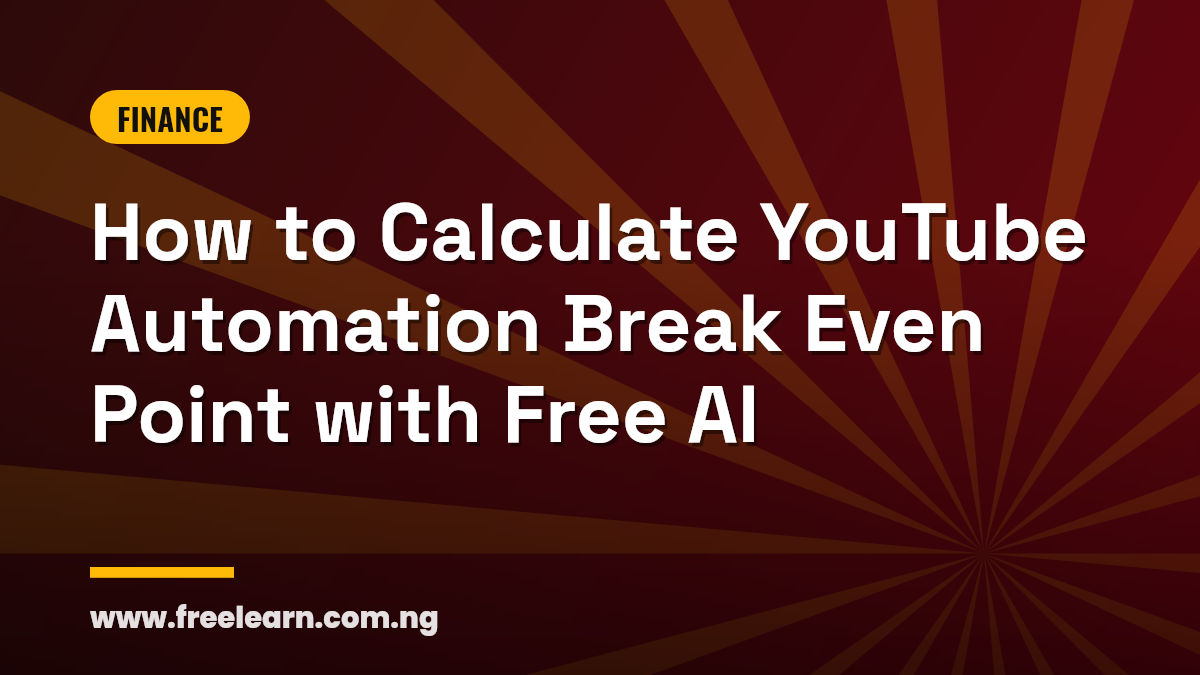 FINANCE
How to Calculate YouTube
Automation Break Even
Point with Free AI
www.freelearn.com.ng